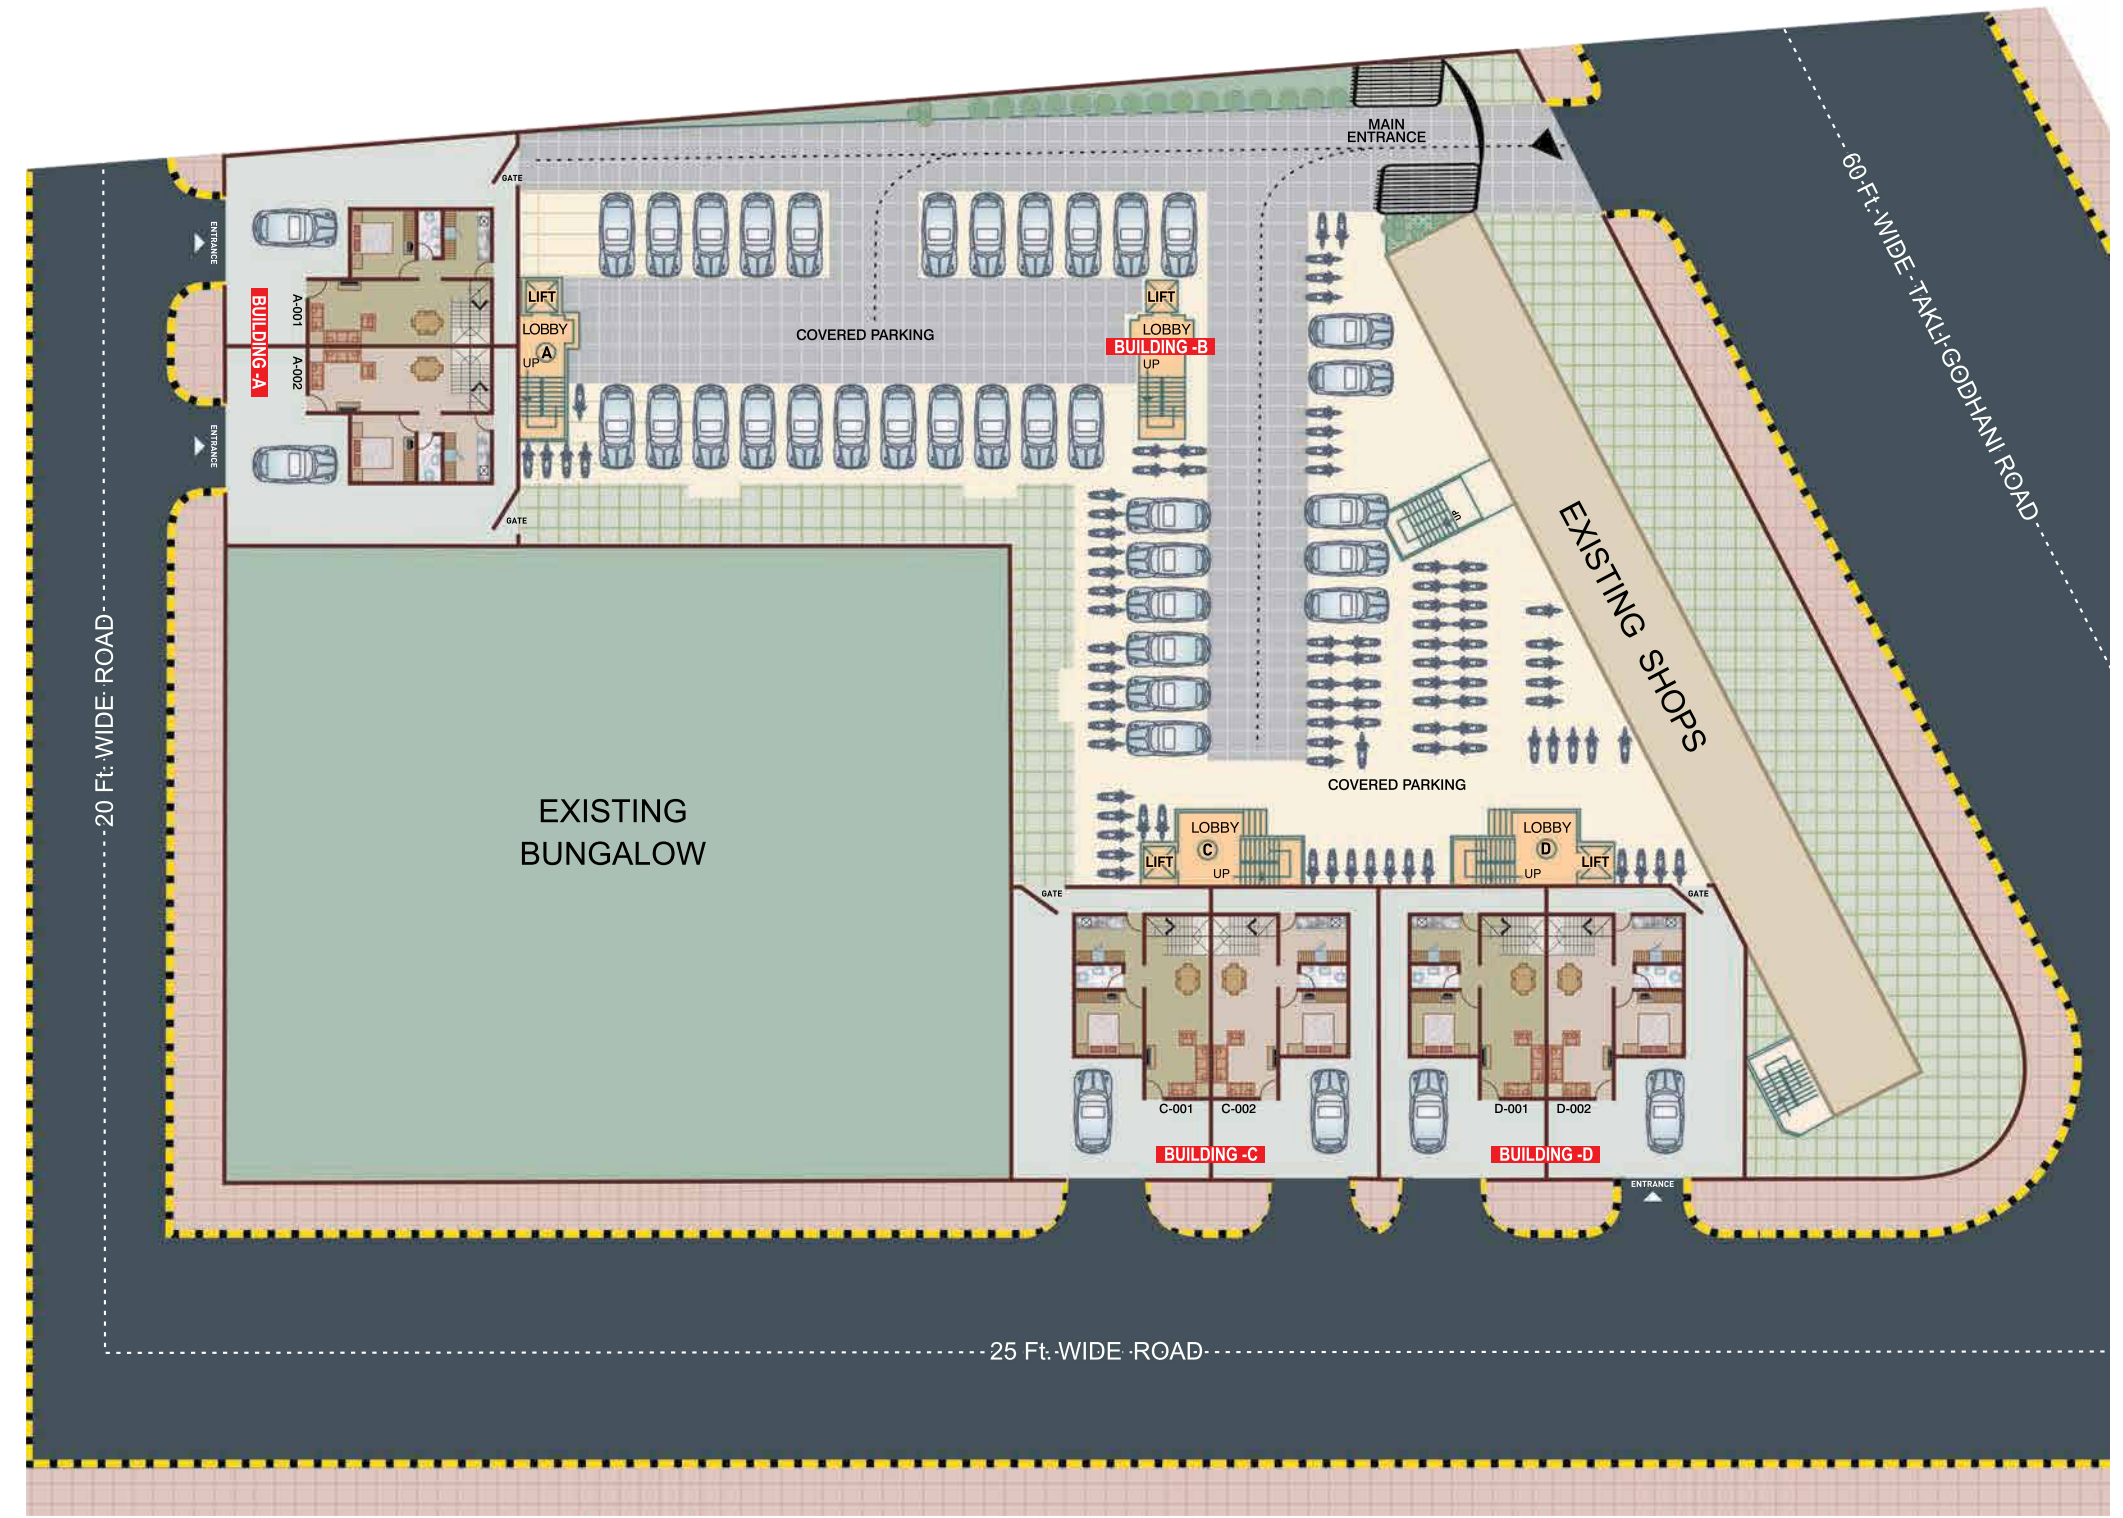 MAIN
ENTRANCE
60-Ft.-WIDE-TAKLI-GODHANI ROAD
GATE
ENTRANCE
A-001
BUILDING -A
A-002
ENTRANCE
GATE
LIFT
LOBBY
A
UP
COVERED PARKING
LIFT
LOBBY
BUILDING -B
UP
UP
EXISTING SHOPS
20 Ft. WIDE ROAD
EXISTING
BUNGALOW
COVERED PARKING
LOBBY
C
LIFT
UP
LOBBY
D
LIFT
UP
GATE
GATE
C-001
C-002
D-001
D-002
BUILDING -C
BUILDING -D
ENTRANCE
25 Ft. WIDE ROAD